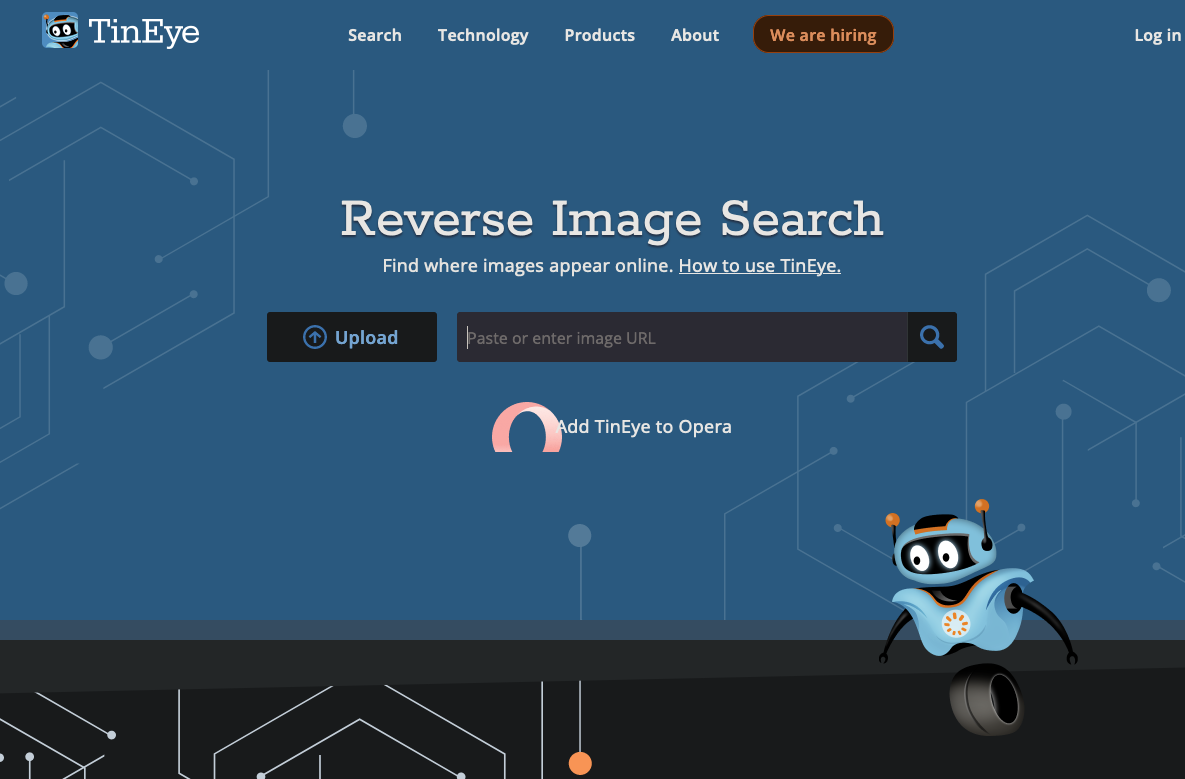 TinEye
Search
Technology
Products
About
We are hiring
Log in
Reverse Image Search
Find where images appear online. How to use TinEye.
Upload
Paste or enter image URL
Add TinEye to Opera